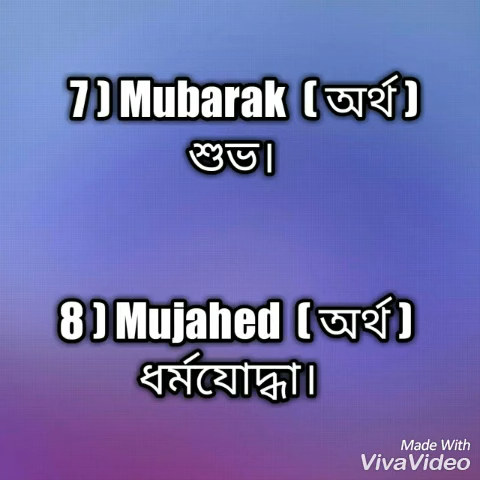 7 ) Mubarak ( অর্থ )
শুভ।
8 ) Mujahed ( অর্থ )
ধর্মযোদ্ধা।
Made With
VivaVideo